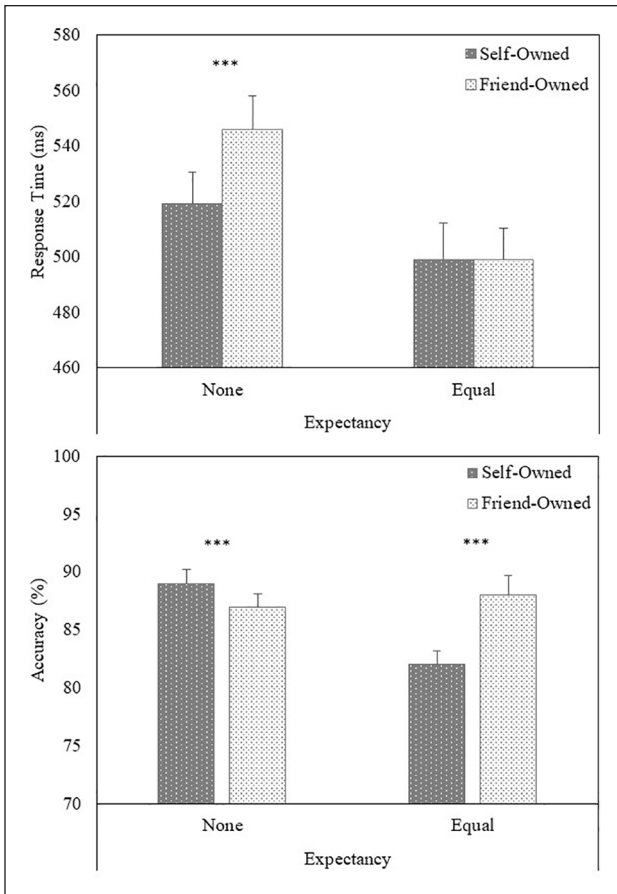 580
Self-Owned
***
560
Friend-Owned
540
Response Time (ms)
520
500
480
460
None
Equal
Expectancy
100
Self-Owned
95
Friend-Owned
***
***
90
Accuracy (%)
85
80
75
70
None
Equal
Expectancy